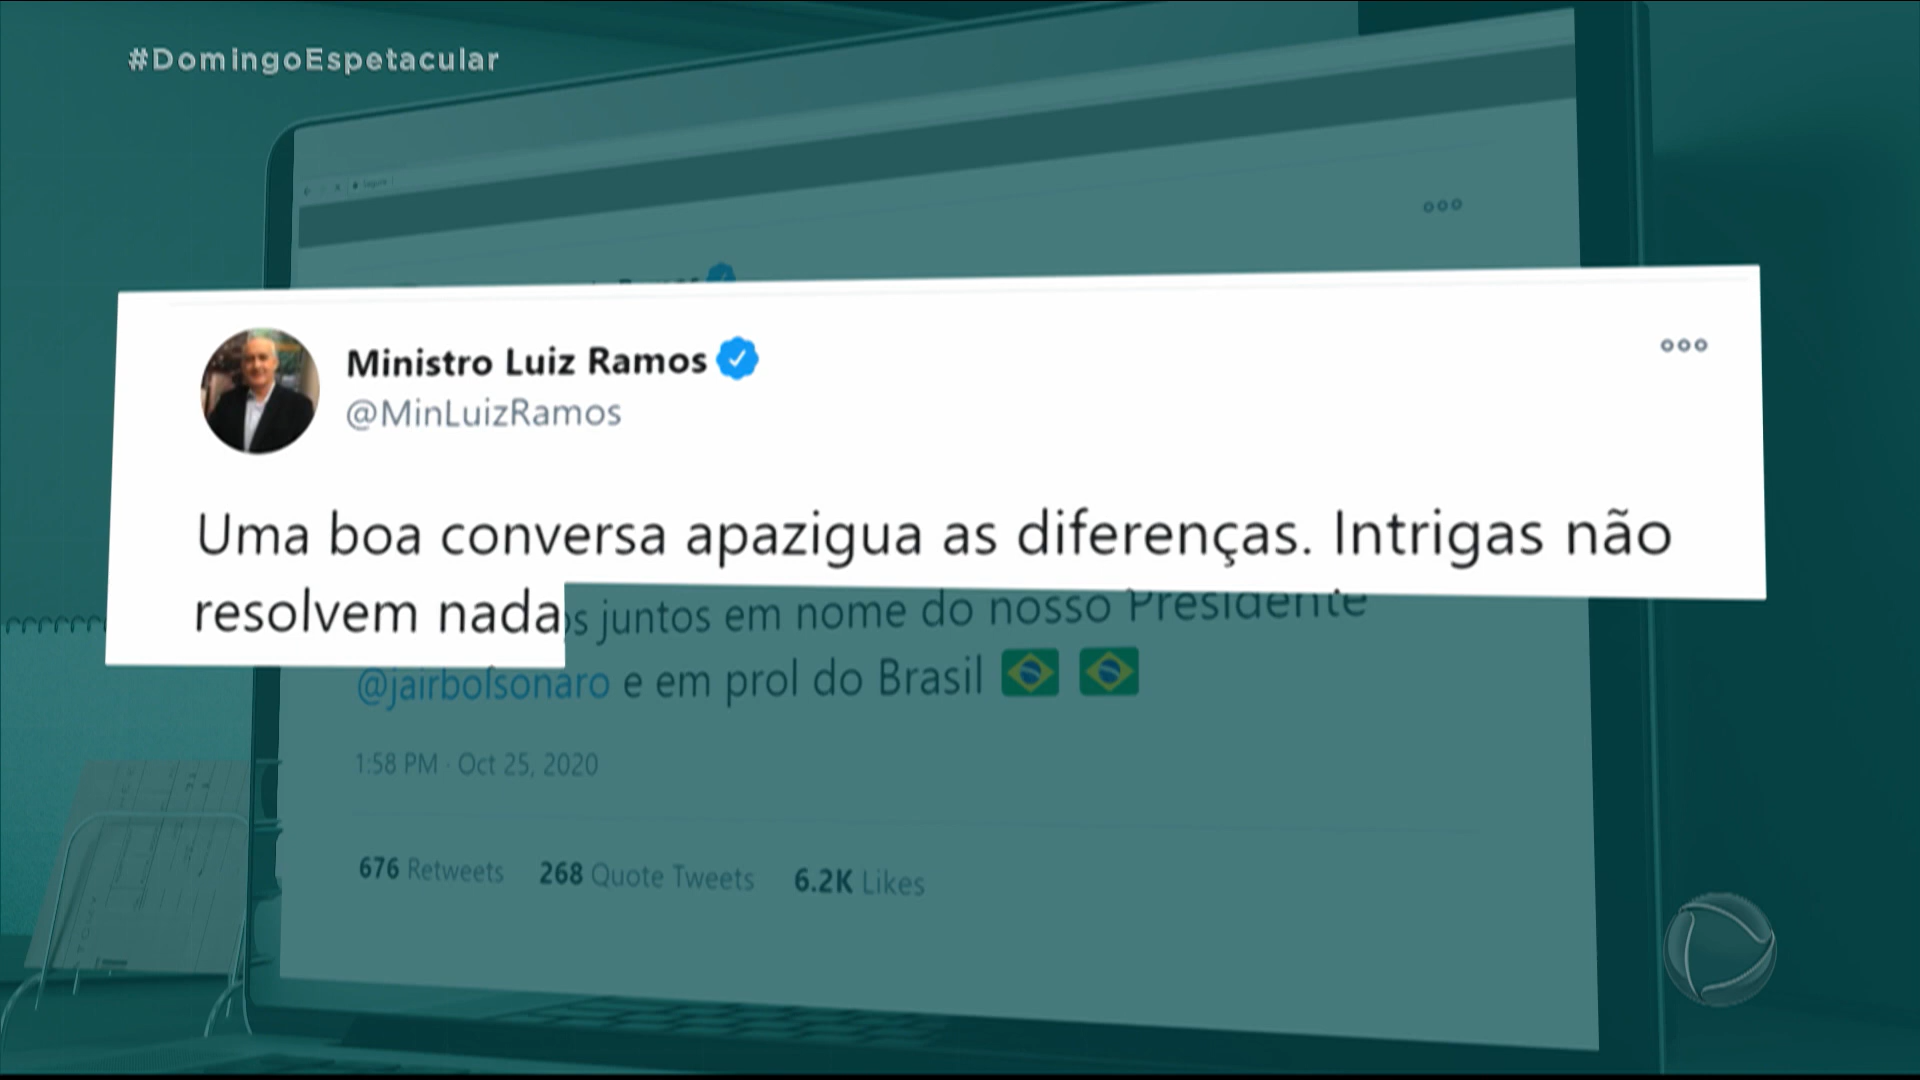 #DomingoEspetacular
Ministro Luiz Ramos
@MinLuizRamos
Uma boa conversa apazigua as diferenças. Intrigas não
resolvem nada
juntos em nome do nosso Presidente
@jairbolsonaro e em prol do Brasil
1:58 PM · Oct 25, 2020
676 Retweets 268 Quote Tweets 6.2K Likes